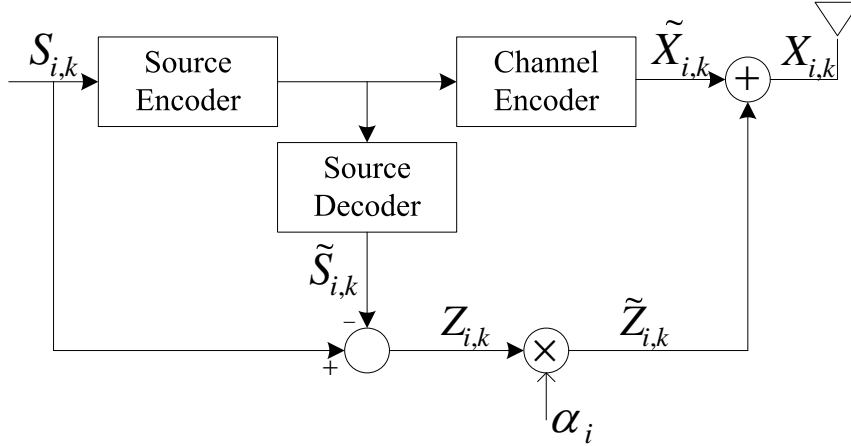 S_{i,k}
Source
Encoder
Channel
Encoder
X̃_{i,k}
+
X_{i,k}
Source
Decoder
S̃_{i,k}
−
+
Z_{i,k}
×
Z̃_{i,k}
α_i